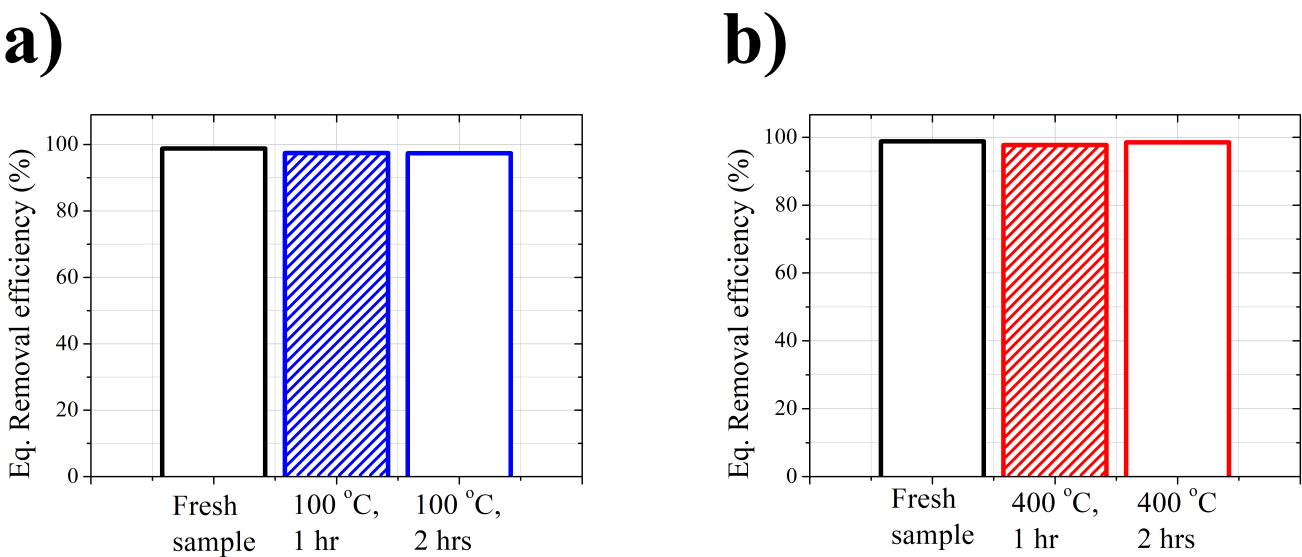 a)
Eq. Removal efficiency (%)
100
80
60
40
20
0
Fresh sample
100 °C, 1 hr
100 °C, 2 hrs
b)
Eq. Removal efficiency (%)
100
80
60
40
20
0
Fresh sample
400 °C, 1 hr
400 °C 2 hrs